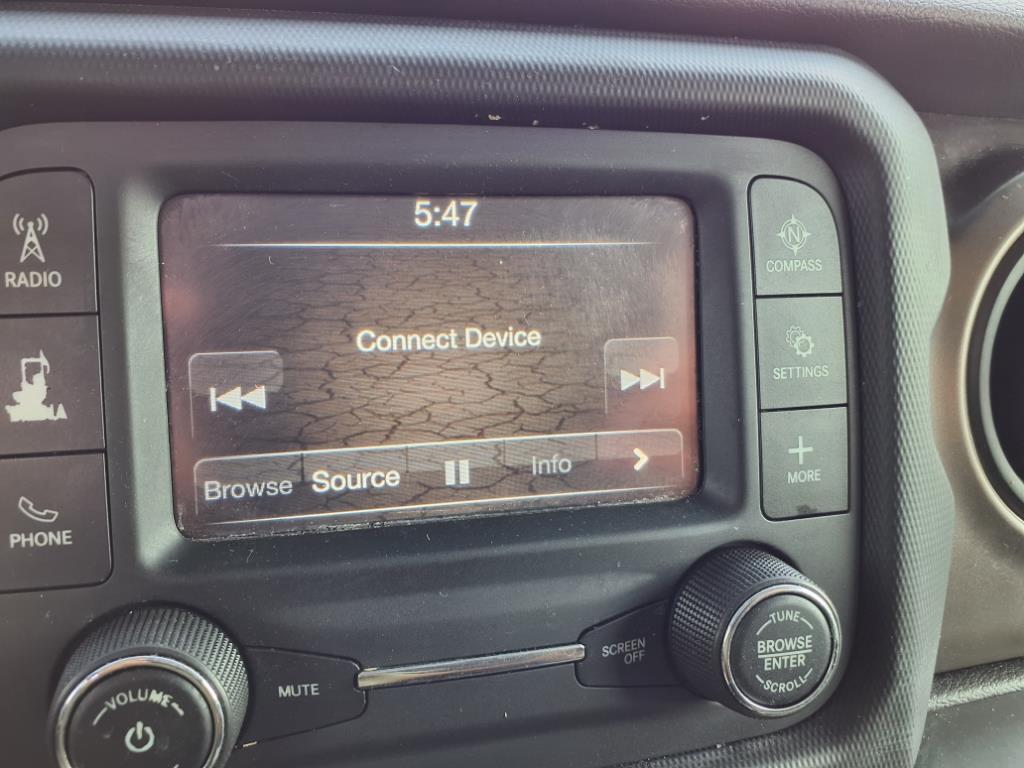 5:47
RADIO
COMPASS
Connect Device
SETTINGS
Browse Source Info
MORE
PHONE
TUNE
BROWSE
ENTER
SCROLL
SCREEN
OFF
MUTE
VOLUME
N